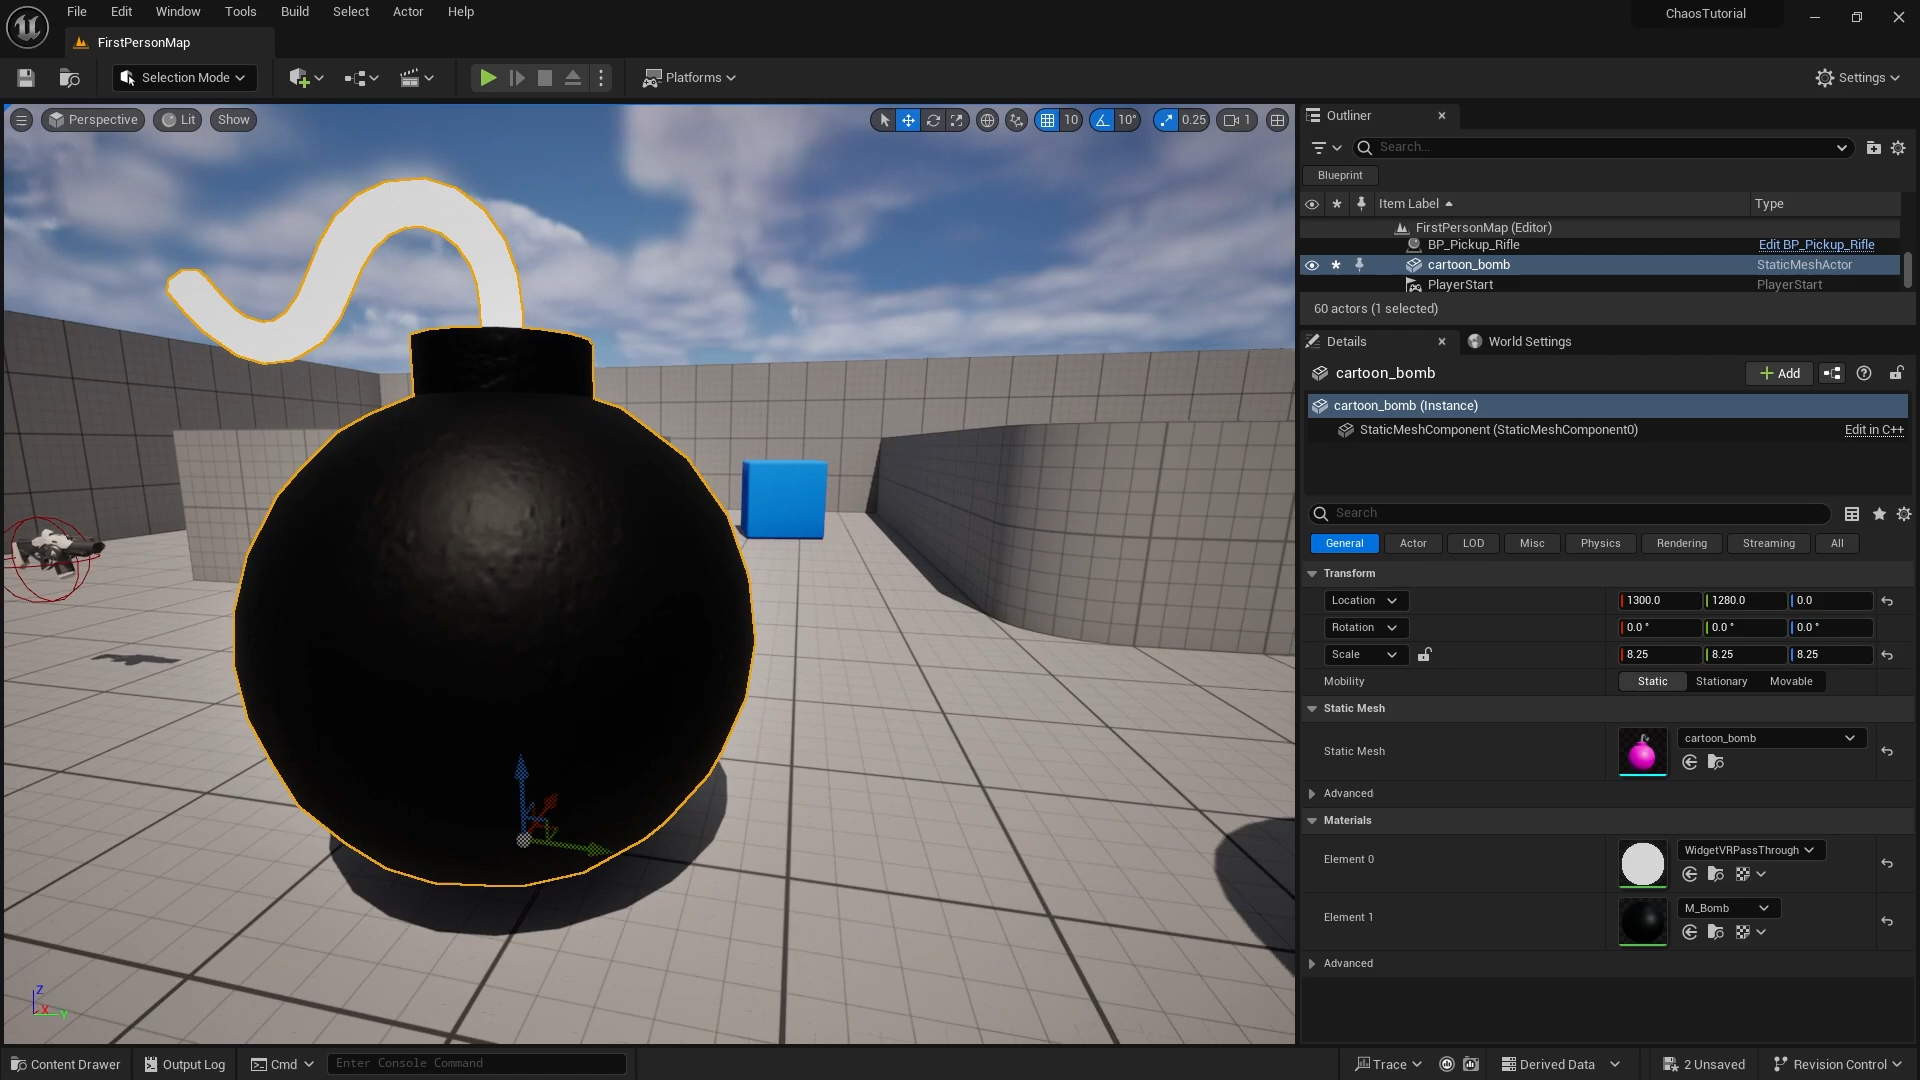 File Edit Window Tools Build Select Actor Help
ChaosTutorial
FirstPersonMap
Selection Mode
Platforms
Settings
Perspective Lit Show
10 10° 0.25 1
Outliner
Search...
Blueprint
Item Label Type
FirstPersonMap (Editor)
BP_Pickup_Rifle Edit BP_Pickup_Rifle
cartoon_bomb StaticMeshActor
PlayerStart PlayerStart
60 actors (1 selected)
Details World Settings
cartoon_bomb Add
cartoon_bomb (Instance)
StaticMeshComponent (StaticMeshComponent0) Edit in C++
Search
General Actor LOD Misc Physics Rendering Streaming All
Transform
Location 1300.0 1280.0 0.0
Rotation 0.0 ° 0.0 ° 0.0 °
Scale 8.25 8.25 8.25
Mobility Static Stationary Movable
Static Mesh
Static Mesh cartoon_bomb
Advanced
Materials
Element 0 WidgetVRPassThrough
Element 1 M_Bomb
Advanced
Z
X
Y
Content Drawer Output Log Cmd Enter Console Command Trace Derived Data 2 Unsaved Revision Control